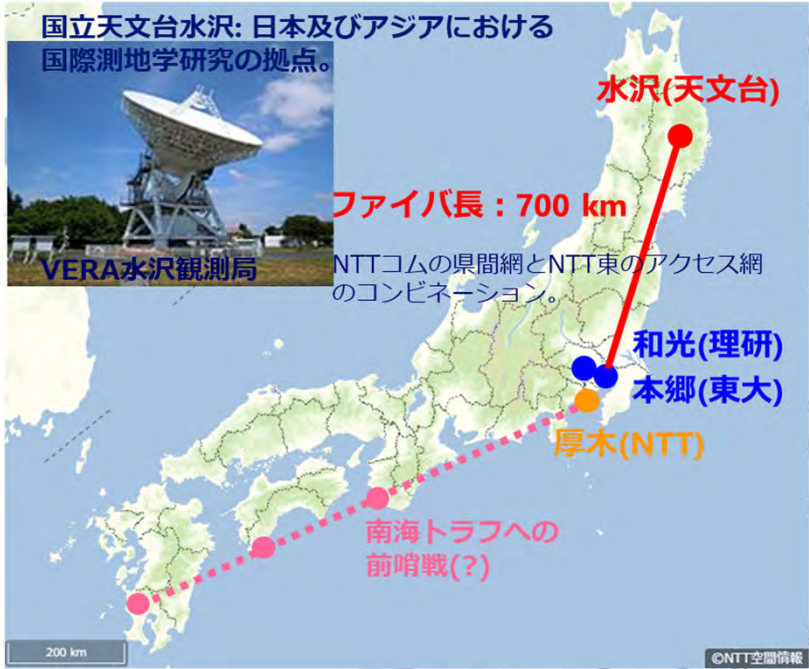 国立天文台水沢: 日本及びアジアにおける
国際測地学研究の拠点。
水沢(天文台)
ファイバ長：700 km
VERA水沢観測局
NTTコムの県間網とNTT東のアクセス網
のコンビネーション。
和光(理研)
本郷(東大)
厚木(NTT)
南海トラフへの
前哨戦(?)
200 km
©NTT空間情報